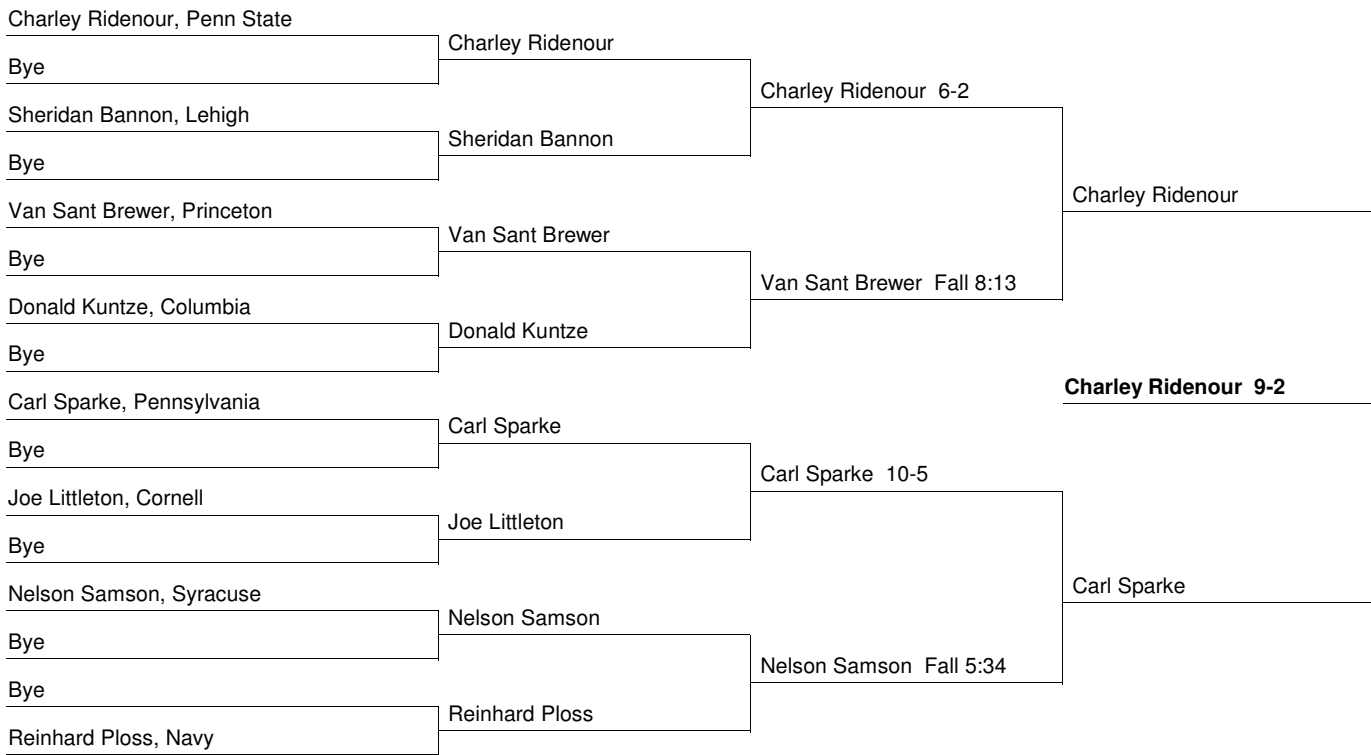 Charley Ridenour, Penn State
Bye
Sheridan Bannon, Lehigh
Bye
Van Sant Brewer, Princeton
Bye
Donald Kuntze, Columbia
Bye
Carl Sparke, Pennsylvania
Bye
Joe Littleton, Cornell
Bye
Nelson Samson, Syracuse
Bye
Bye
Reinhard Ploss, Navy
Charley Ridenour
Sheridan Bannon
Van Sant Brewer
Donald Kuntze
Carl Sparke
Joe Littleton
Nelson Samson
Reinhard Ploss
Charley Ridenour 6-2
Van Sant Brewer Fall 8:13
Carl Sparke 10-5
Nelson Samson Fall 5:34
Charley Ridenour
Carl Sparke
Charley Ridenour 9-2